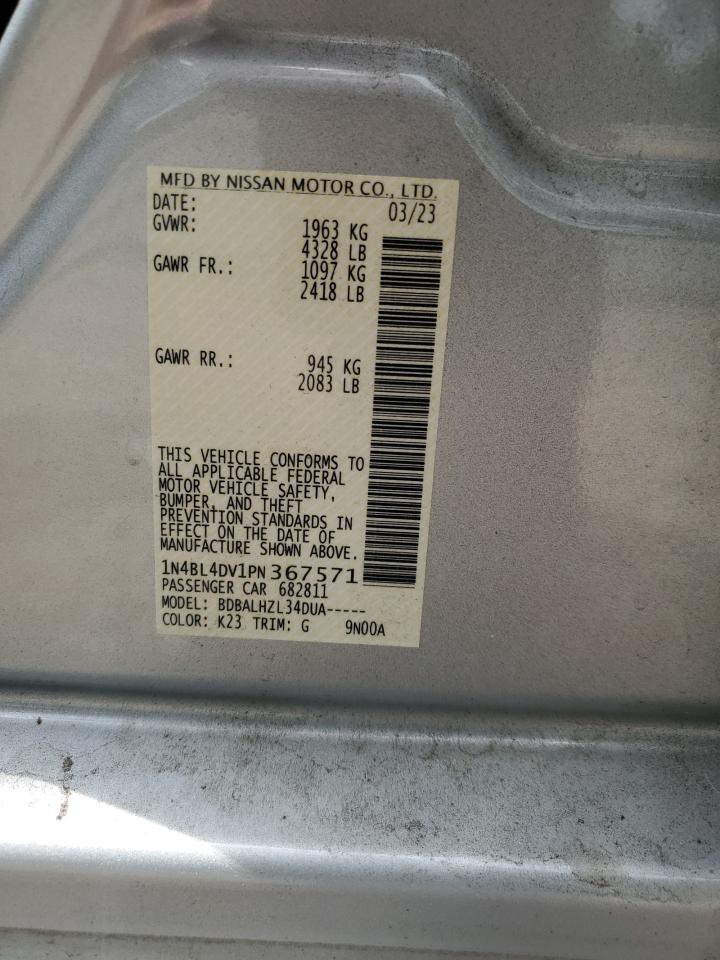 MFD BY NISSAN MOTOR CO., LTD.
DATE: 03/23
GVWR: 1963 KG
4328 LB
GAWR FR.: 1097 KG
2418 LB
GAWR RR.: 945 KG
2083 LB
THIS VEHICLE CONFORMS TO
ALL APPLICABLE FEDERAL
MOTOR VEHICLE SAFETY,
BUMPER, AND THEFT
PREVENTION STANDARDS IN
EFFECT ON THE DATE OF
MANUFACTURE SHOWN ABOVE.
1N4BL4DV1PN367571
PASSENGER CAR 682811
MODEL: BDBALHZL34DUA-----
COLOR: K23 TRIM: G 9N00A